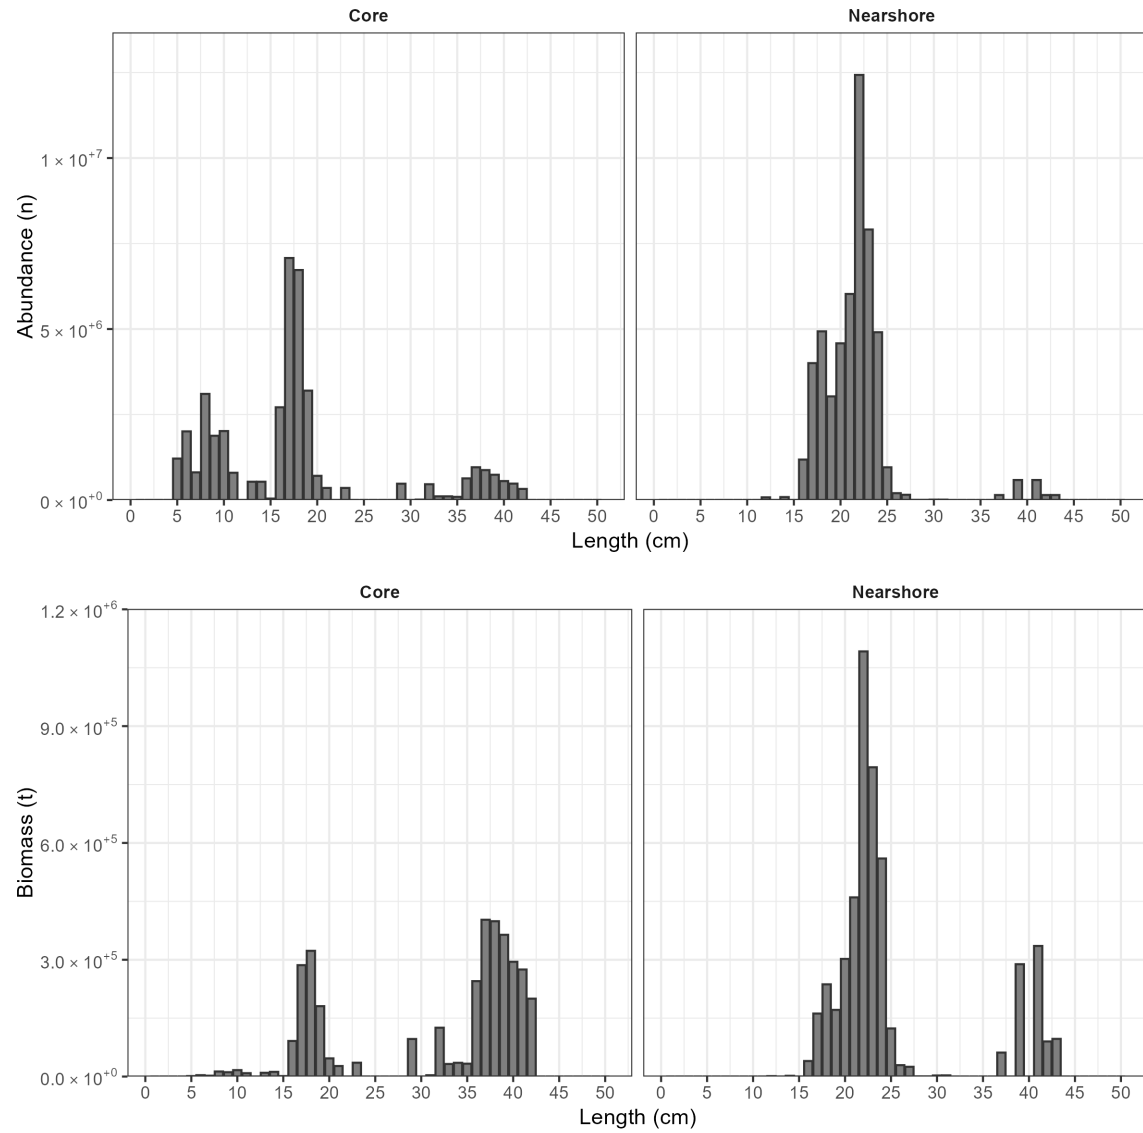 Core Nearshore
Abundance (n)
1 × 10⁺⁷
5 × 10⁺⁶
0 × 10⁺⁰
0 5 10 15 20 25 30 35 40 45 50 0 5 10 15 20 25 30 35 40 45 50
Length (cm)
Core Nearshore
Biomass (t)
1.2 × 10⁺⁶
9.0 × 10⁺⁵
6.0 × 10⁺⁵
3.0 × 10⁺⁵
0.0 × 10⁺⁰
0 5 10 15 20 25 30 35 40 45 50 0 5 10 15 20 25 30 35 40 45 50
Length (cm)